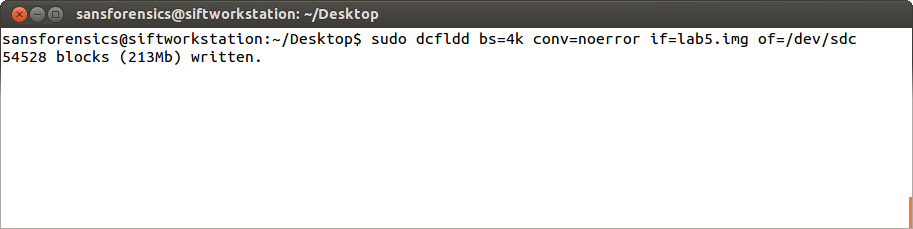 sansforensics@siftworkstation: ~/Desktop
sansforensics@siftworkstation:~/Desktop$ sudo dcfldd bs=4k conv=noerror if=lab5.img of=/dev/sdc
54528 blocks (213Mb) written.